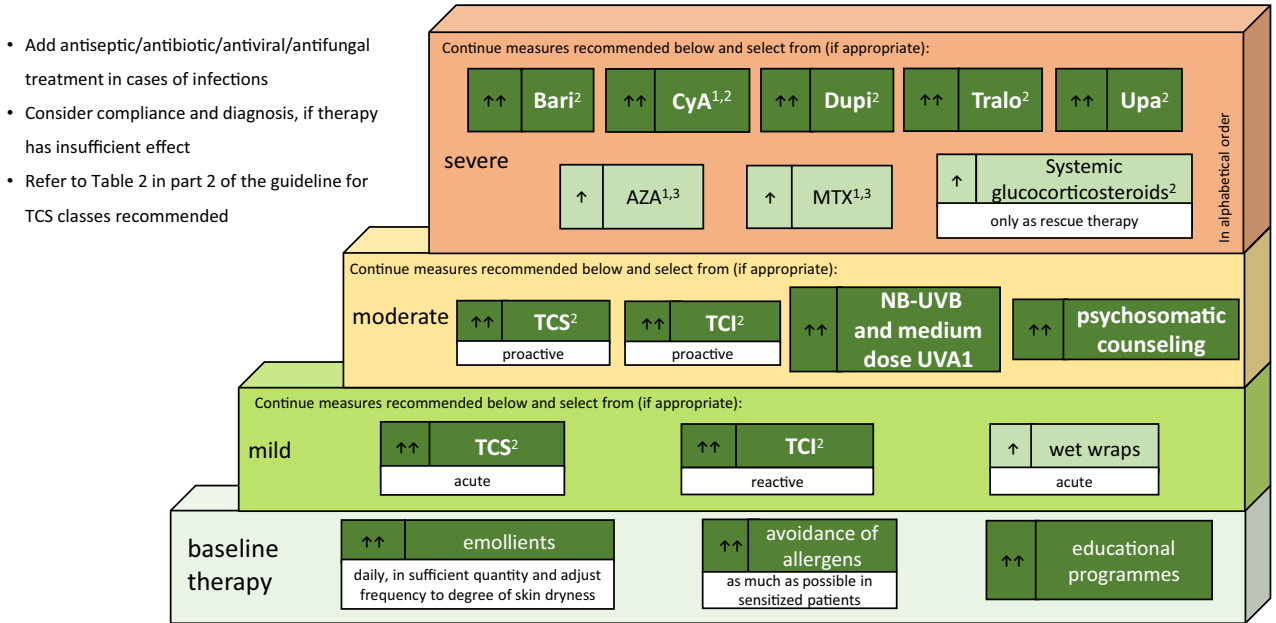 • Add antiseptic/antibiotic/antiviral/antifungal
treatment in cases of infections
• Consider compliance and diagnosis, if therapy
has insufficient effect
• Refer to Table 2 in part 2 of the guideline for
TCS classes recommended
Continue measures recommended below and select from (if appropriate):
↑↑ Bari²
↑↑ CyA¹,²
↑↑ Dupi²
↑↑ Tralo²
↑↑ Upa²
severe
↑ AZA¹,³
↑ MTX¹,³
↑ Systemic
glucocorticosteroids²
only as rescue therapy
In alphabetical order
Continue measures recommended below and select from (if appropriate):
moderate
↑↑ TCS²
proactive
↑↑ TCI²
proactive
↑↑ NB-UVB
and medium
dose UVA1
↑↑ psychosomatic
counseling
Continue measures recommended below and select from (if appropriate):
mild
↑↑ TCS²
acute
↑↑ TCI²
reactive
↑ wet wraps
acute
baseline
therapy
↑↑ emollients
daily, in sufficient quantity and adjust
frequency to degree of skin dryness
↑↑ avoidance of
allergens
as much as possible in
sensitized patients
↑↑ educational
programmes